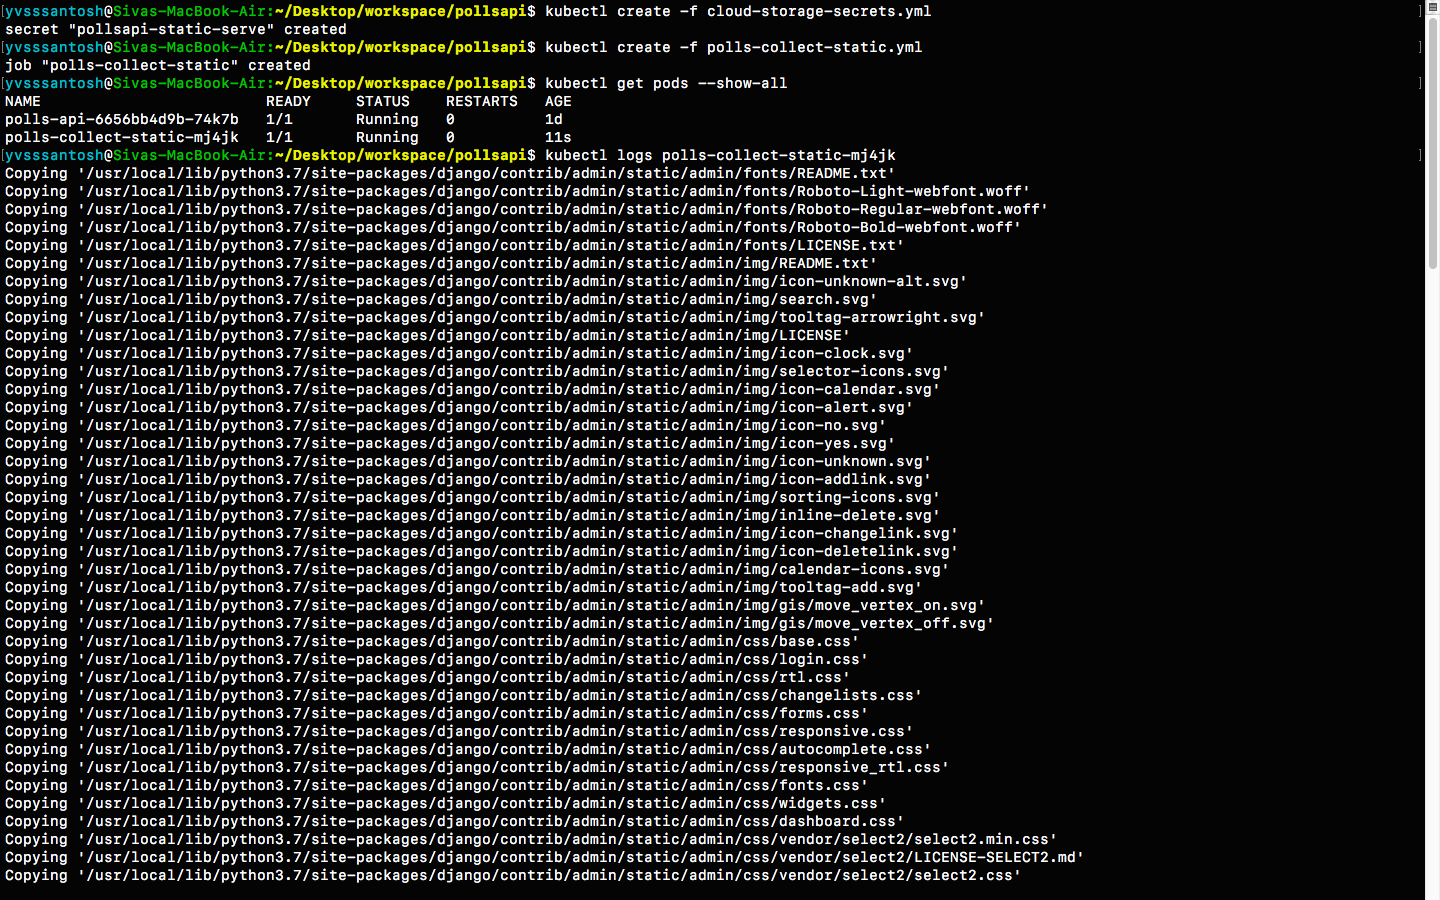 [yvsssantosh@Sivas-MacBook-Air:~/Desktop/workspace/pollsapi$ kubectl create -f cloud-storage-secrets.yml ]
secret "pollsapi-static-serve" created
[yvsssantosh@Sivas-MacBook-Air:~/Desktop/workspace/pollsapi$ kubectl create -f polls-collect-static.yml ]
job "polls-collect-static" created
[yvsssantosh@Sivas-MacBook-Air:~/Desktop/workspace/pollsapi$ kubectl get pods --show-all ]
NAME READY STATUS RESTARTS AGE
polls-api-6656bb4d9b-74k7b 1/1 Running 0 1d
polls-collect-static-mj4jk 1/1 Running 0 11s
[yvsssantosh@Sivas-MacBook-Air:~/Desktop/workspace/pollsapi$ kubectl logs polls-collect-static-mj4jk ]
Copying '/usr/local/lib/python3.7/site-packages/django/contrib/admin/static/admin/fonts/README.txt'
Copying '/usr/local/lib/python3.7/site-packages/django/contrib/admin/static/admin/fonts/Roboto-Light-webfont.woff'
Copying '/usr/local/lib/python3.7/site-packages/django/contrib/admin/static/admin/fonts/Roboto-Regular-webfont.woff'
Copying '/usr/local/lib/python3.7/site-packages/django/contrib/admin/static/admin/fonts/Roboto-Bold-webfont.woff'
Copying '/usr/local/lib/python3.7/site-packages/django/contrib/admin/static/admin/fonts/LICENSE.txt'
Copying '/usr/local/lib/python3.7/site-packages/django/contrib/admin/static/admin/img/README.txt'
Copying '/usr/local/lib/python3.7/site-packages/django/contrib/admin/static/admin/img/icon-unknown-alt.svg'
Copying '/usr/local/lib/python3.7/site-packages/django/contrib/admin/static/admin/img/search.svg'
Copying '/usr/local/lib/python3.7/site-packages/django/contrib/admin/static/admin/img/tooltag-arrowright.svg'
Copying '/usr/local/lib/python3.7/site-packages/django/contrib/admin/static/admin/img/LICENSE'
Copying '/usr/local/lib/python3.7/site-packages/django/contrib/admin/static/admin/img/icon-clock.svg'
Copying '/usr/local/lib/python3.7/site-packages/django/contrib/admin/static/admin/img/selector-icons.svg'
Copying '/usr/local/lib/python3.7/site-packages/django/contrib/admin/static/admin/img/icon-calendar.svg'
Copying '/usr/local/lib/python3.7/site-packages/django/contrib/admin/static/admin/img/icon-alert.svg'
Copying '/usr/local/lib/python3.7/site-packages/django/contrib/admin/static/admin/img/icon-no.svg'
Copying '/usr/local/lib/python3.7/site-packages/django/contrib/admin/static/admin/img/icon-yes.svg'
Copying '/usr/local/lib/python3.7/site-packages/django/contrib/admin/static/admin/img/icon-unknown.svg'
Copying '/usr/local/lib/python3.7/site-packages/django/contrib/admin/static/admin/img/icon-addlink.svg'
Copying '/usr/local/lib/python3.7/site-packages/django/contrib/admin/static/admin/img/sorting-icons.svg'
Copying '/usr/local/lib/python3.7/site-packages/django/contrib/admin/static/admin/img/inline-delete.svg'
Copying '/usr/local/lib/python3.7/site-packages/django/contrib/admin/static/admin/img/icon-changelink.svg'
Copying '/usr/local/lib/python3.7/site-packages/django/contrib/admin/static/admin/img/icon-deletelink.svg'
Copying '/usr/local/lib/python3.7/site-packages/django/contrib/admin/static/admin/img/calendar-icons.svg'
Copying '/usr/local/lib/python3.7/site-packages/django/contrib/admin/static/admin/img/tooltag-add.svg'
Copying '/usr/local/lib/python3.7/site-packages/django/contrib/admin/static/admin/img/gis/move_vertex_on.svg'
Copying '/usr/local/lib/python3.7/site-packages/django/contrib/admin/static/admin/img/gis/move_vertex_off.svg'
Copying '/usr/local/lib/python3.7/site-packages/django/contrib/admin/static/admin/css/base.css'
Copying '/usr/local/lib/python3.7/site-packages/django/contrib/admin/static/admin/css/login.css'
Copying '/usr/local/lib/python3.7/site-packages/django/contrib/admin/static/admin/css/rtl.css'
Copying '/usr/local/lib/python3.7/site-packages/django/contrib/admin/static/admin/css/changelists.css'
Copying '/usr/local/lib/python3.7/site-packages/django/contrib/admin/static/admin/css/forms.css'
Copying '/usr/local/lib/python3.7/site-packages/django/contrib/admin/static/admin/css/responsive.css'
Copying '/usr/local/lib/python3.7/site-packages/django/contrib/admin/static/admin/css/autocomplete.css'
Copying '/usr/local/lib/python3.7/site-packages/django/contrib/admin/static/admin/css/responsive_rtl.css'
Copying '/usr/local/lib/python3.7/site-packages/django/contrib/admin/static/admin/css/fonts.css'
Copying '/usr/local/lib/python3.7/site-packages/django/contrib/admin/static/admin/css/widgets.css'
Copying '/usr/local/lib/python3.7/site-packages/django/contrib/admin/static/admin/css/dashboard.css'
Copying '/usr/local/lib/python3.7/site-packages/django/contrib/admin/static/admin/css/vendor/select2/select2.min.css'
Copying '/usr/local/lib/python3.7/site-packages/django/contrib/admin/static/admin/css/vendor/select2/LICENSE-SELECT2.md'
Copying '/usr/local/lib/python3.7/site-packages/django/contrib/admin/static/admin/css/vendor/select2/select2.css'